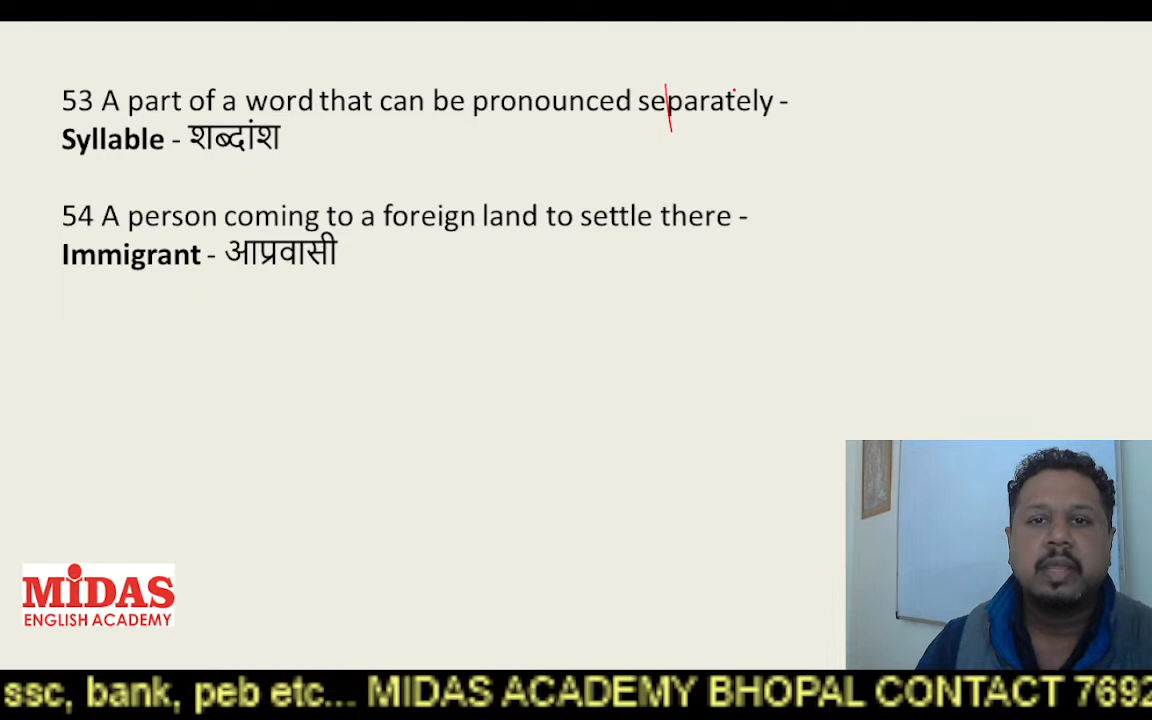 53 A part of a word that can be pronounced separately -
Syllable - शब्दांश
54 A person coming to a foreign land to settle there -
Immigrant - आप्रवासी
MiDAS
ENGLISH ACADEMY
ssc, bank, peb etc... MIDAS ACADEMY BHOPAL CONTACT 7692